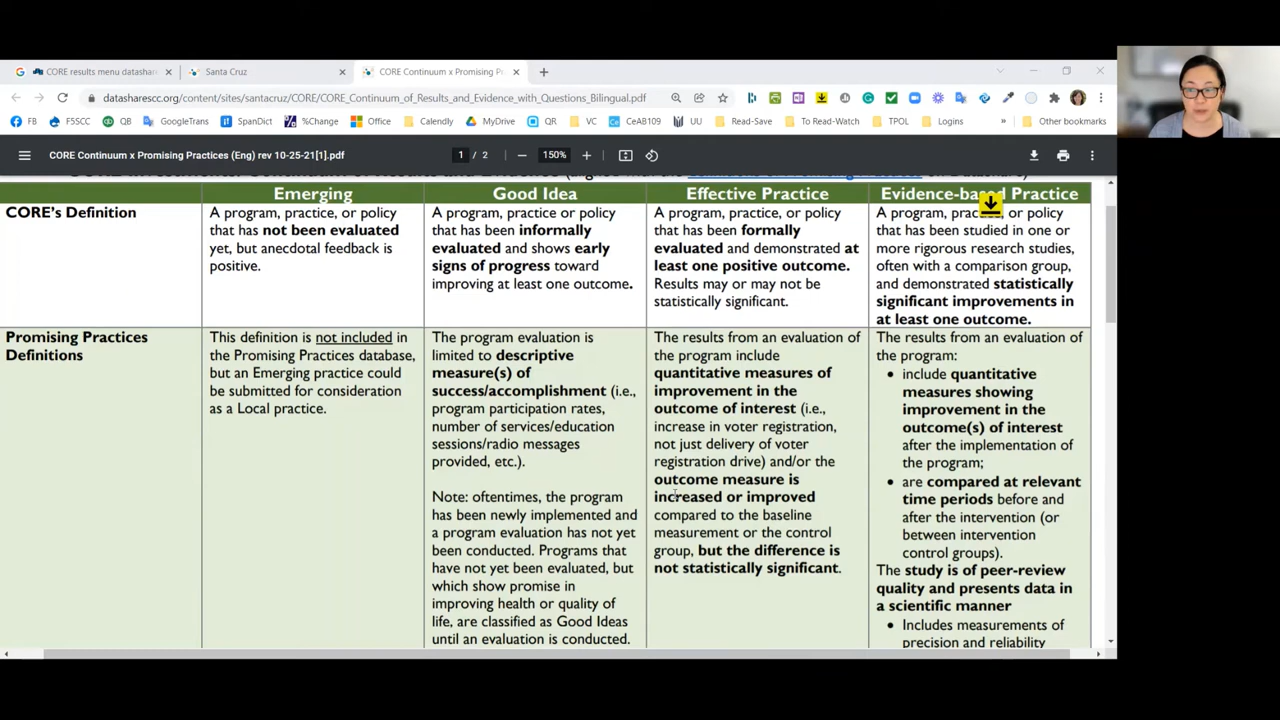 CORE results menu datashar
Santa Cruz
CORE Continuum x Promising P
datasharescc.org/content/sites/santacruz/CORE/CORE_Continuum_of_Results_and_Evidence_with_Questions_Bilingual.pdf
FB
F5SCC
QB
GoogleTrans
SpanDict
%Change
Office
Calendly
MyDrive
QR
VC
CeAB109
UU
Read-Save
To Read-Watch
TPOL
Logins
»
Other bookmarks
CORE Continuum x Promising Practices (Eng) rev 10-25-21[1].pdf
1 / 2
150%
Emerging
Good Idea
Effective Practice
Evidence-based Practice
CORE's Definition
A program, practice, or policy
that has not been evaluated
yet, but anecdotal feedback is
positive.
A program, practice or policy
that has been informally
evaluated and shows early
signs of progress toward
improving at least one outcome.
A program, practice, or policy
that has been formally
evaluated and demonstrated at
least one positive outcome.
Results may or may not be
statistically significant.
A program, practice, or policy
that has been studied in one or
more rigorous research studies,
often with a comparison group,
and demonstrated statistically
significant improvements in
at least one outcome.
Promising Practices
Definitions
This definition is not included in
the Promising Practices database,
but an Emerging practice could
be submitted for consideration
as a Local practice.
The program evaluation is
limited to descriptive
measure(s) of
success/accomplishment (i.e.,
program participation rates,
number of services/education
sessions/radio messages
provided, etc.).
Note: oftentimes, the program
has been newly implemented and
a program evaluation has not yet
been conducted. Programs that
have not yet been evaluated, but
which show promise in
improving health or quality of
life, are classified as Good Ideas
until an evaluation is conducted.
The results from an evaluation of
the program include
quantitative measures of
improvement in the
outcome of interest (i.e.,
increase in voter registration,
not just delivery of voter
registration drive) and/or the
outcome measure is
increased or improved
compared to the baseline
measurement or the control
group, but the difference is
not statistically significant.
The results from an evaluation of
the program:
• include quantitative
measures showing
improvement in the
outcome(s) of interest
after the implementation of
the program;
• are compared at relevant
time periods before and
after the intervention (or
between intervention
control groups).
The study is of peer-review
quality and presents data in
a scientific manner
• Includes measurements of
precision and reliability